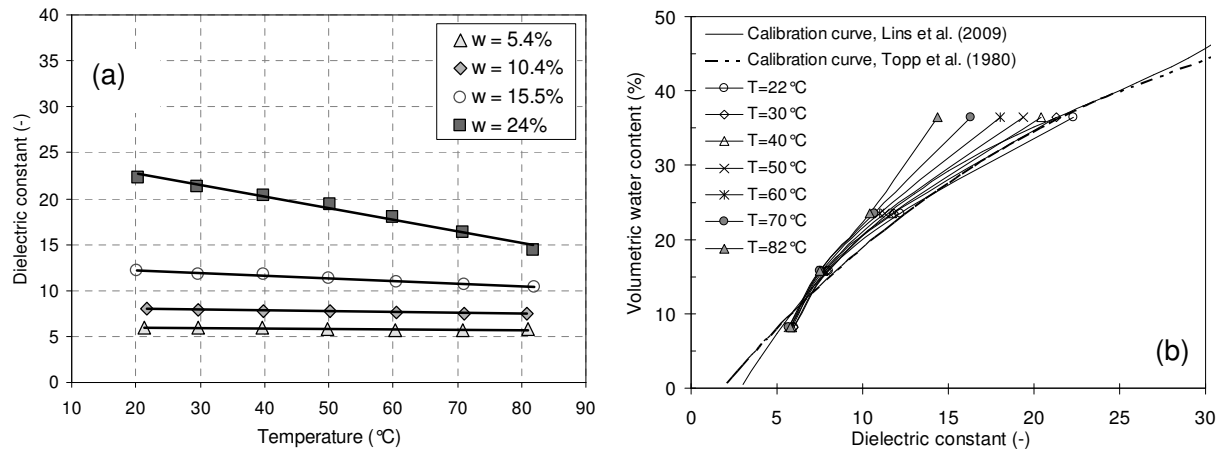 40
35
30
25
20
15
10
5
0
Dielectric constant (-)
(a)
w = 5.4%
w = 10.4%
w = 15.5%
w = 24%
10 20 30 40 50 60 70 80 90
Temperature (°C)
50
40
30
20
10
0
Volumetric water content (%)
Calibration curve, Lins et al. (2009)
Calibration curve, Topp et al. (1980)
T=22°C
T=30°C
T=40°C
T=50°C
T=60°C
T=70°C
T=82°C
(b)
0 5 10 15 20 25 30
Dielectric constant (-)